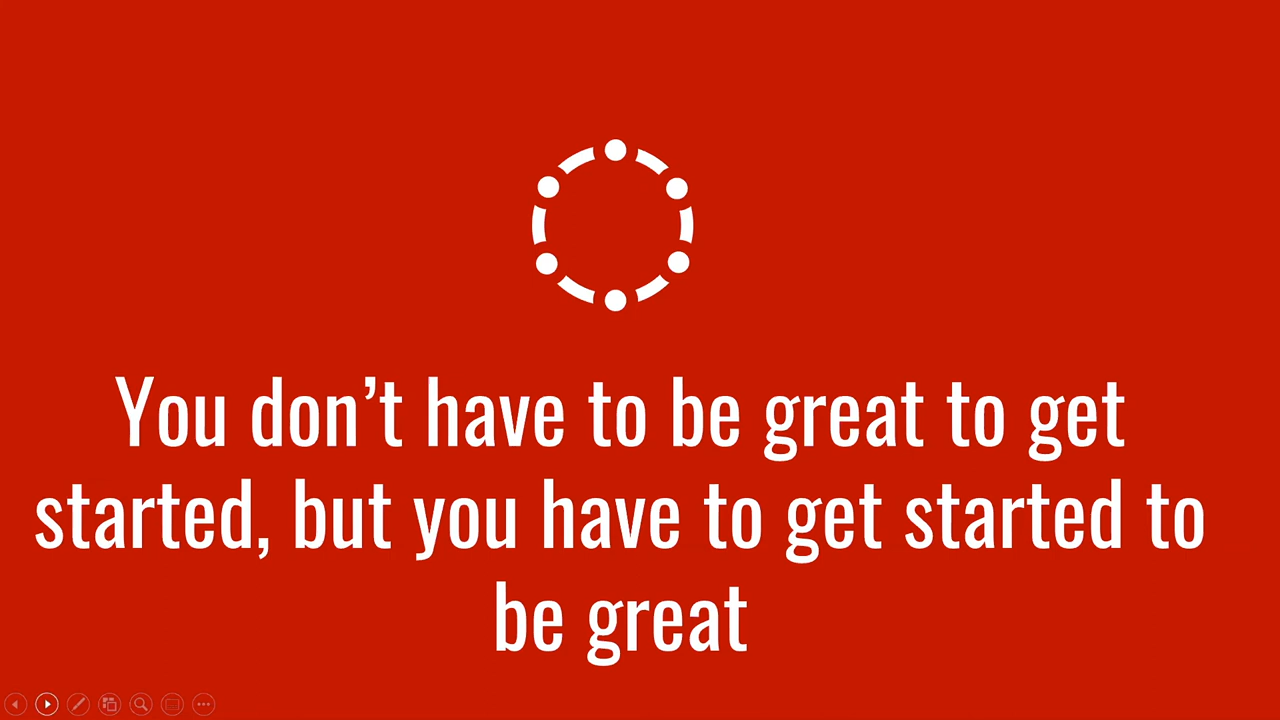 You don’t have to be great to get
started, but you have to get started to
be great